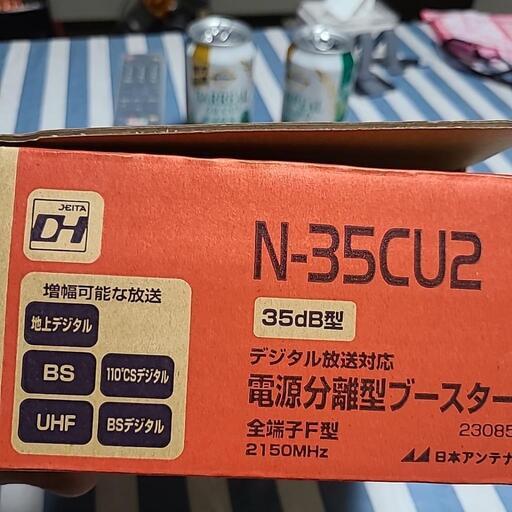 JEITA
DH
増幅可能な放送
地上デジタル
BS
110℃Sデジタル
UHF
BSデジタル
N-35CU2
35dB型
デジタル放送対応
電源分離型ブースター
全端子F型
2150MHz
23085
日本アンテナ